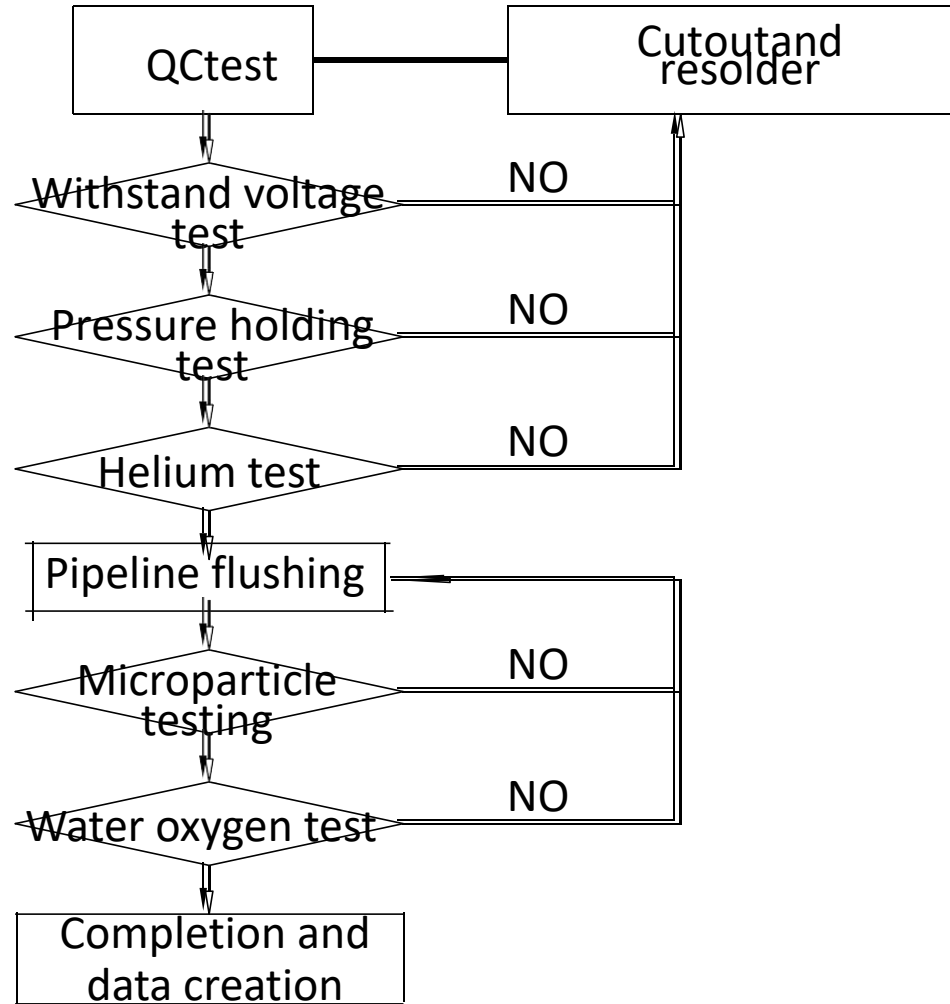 QCtest
Cutoutand
resolder
Withstand voltage
test
NO
Pressure holding
test
NO
Helium test
NO
Pipeline flushing
Microparticle
testing
NO
Water oxygen test
NO
Completion and
data creation